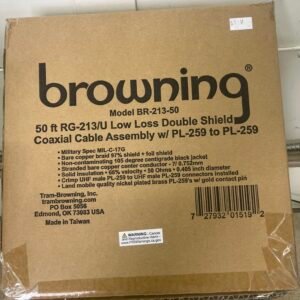 browning
Model BR-213-50
50 ft RG-213/U Low Loss Double Shield
Coaxial Cable Assembly w/ PL-259 to PL-259
• Military Spec MIL-C-17G
• Bare copper braid 97% shield + foil shield
• Non-contaminating 105 degree centigrade black jacket
• Stranded bare copper center conductor - 7/ 0.752mm
• Solid Insulation • 66% velocity • 50 Ohms • 0.405 inch diameter
• Crimp UHF male PL-259 to UHF male PL-259 connectors installed
• Land mobile quality nickel plated brass PL-259's w/ gold contact pin
Tram-Browning, Inc.
tram-browning.com
PO Box 5056
Edmond, OK 73083 USA
Made in Taiwan
7 27932 01519 2
WARNING